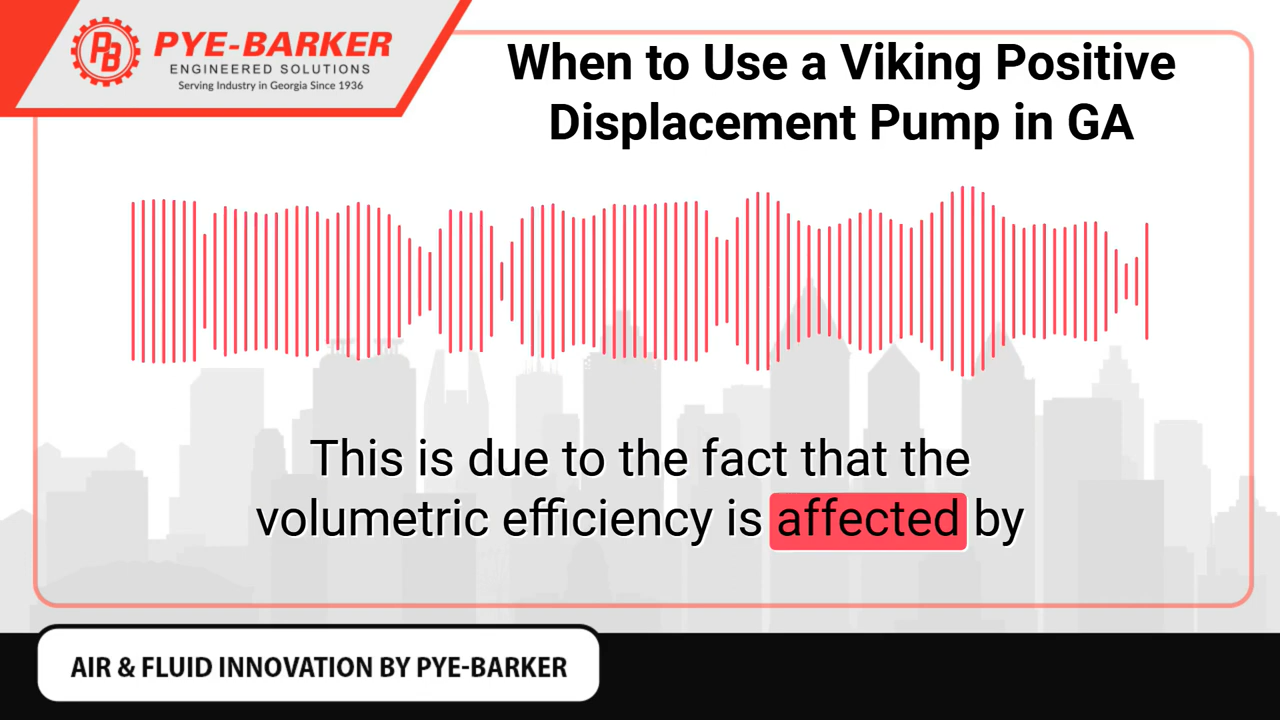 PB
PYE-BARKER
ENGINEERED SOLUTIONS
Serving Industry in Georgia Since 1936
When to Use a Viking Positive
Displacement Pump in GA
This is due to the fact that the
volumetric efficiency is affected by
AIR & FLUID INNOVATION BY PYE-BARKER